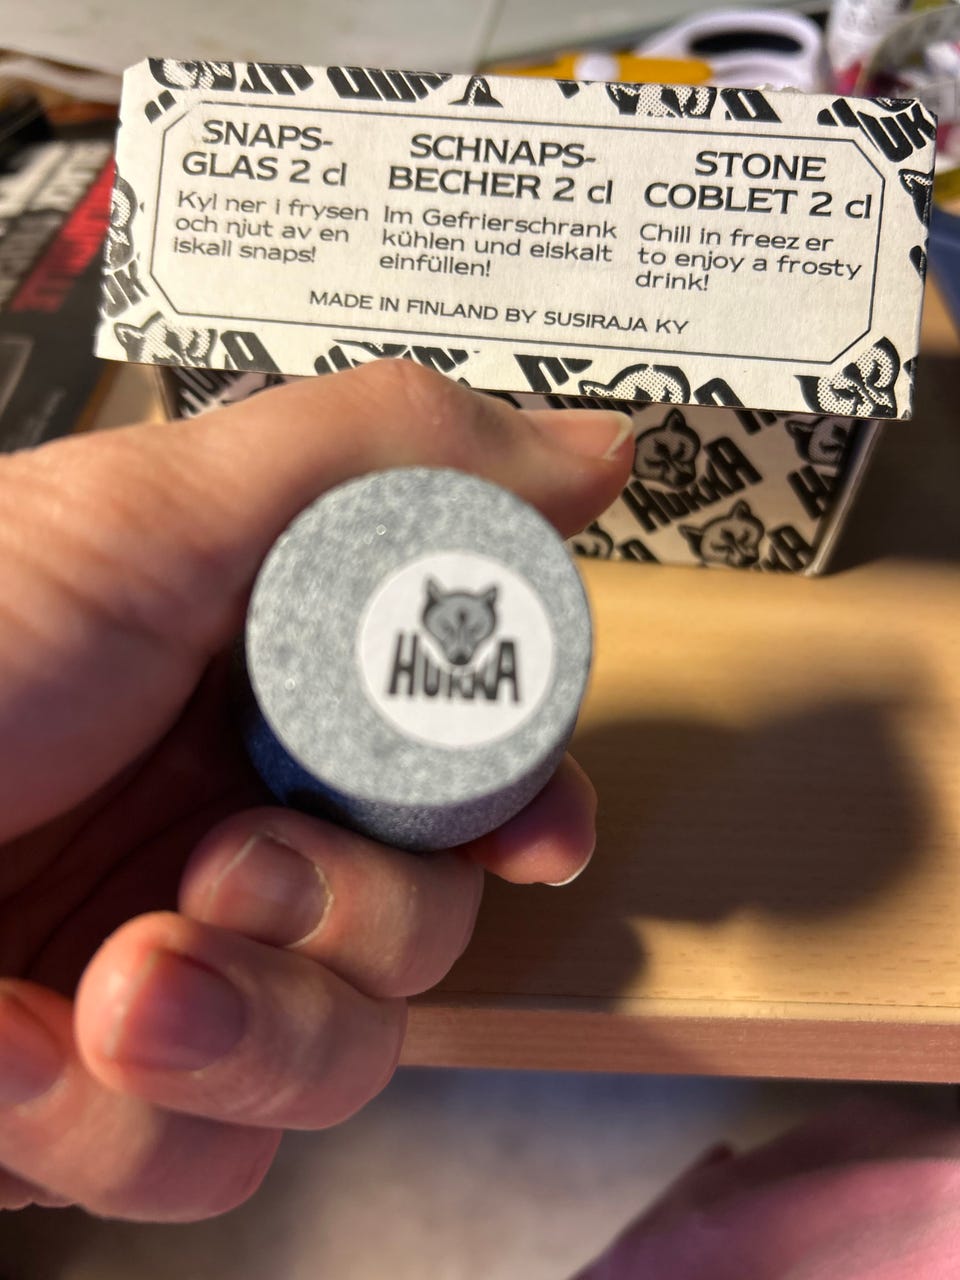 SNAPS-
GLAS 2 cl
Kyl ner i frysen
och njut av en
iskall snaps!
SCHNAPS-
BECHER 2 cl
Im Gefrierschrank
kühlen und eiskalt
einfüllen!
STONE
COBLET 2 cl
Chill in freezer
to enjoy a frosty
drink!
MADE IN FINLAND BY SUSIRAJA KY
HUKKA
HUKKA